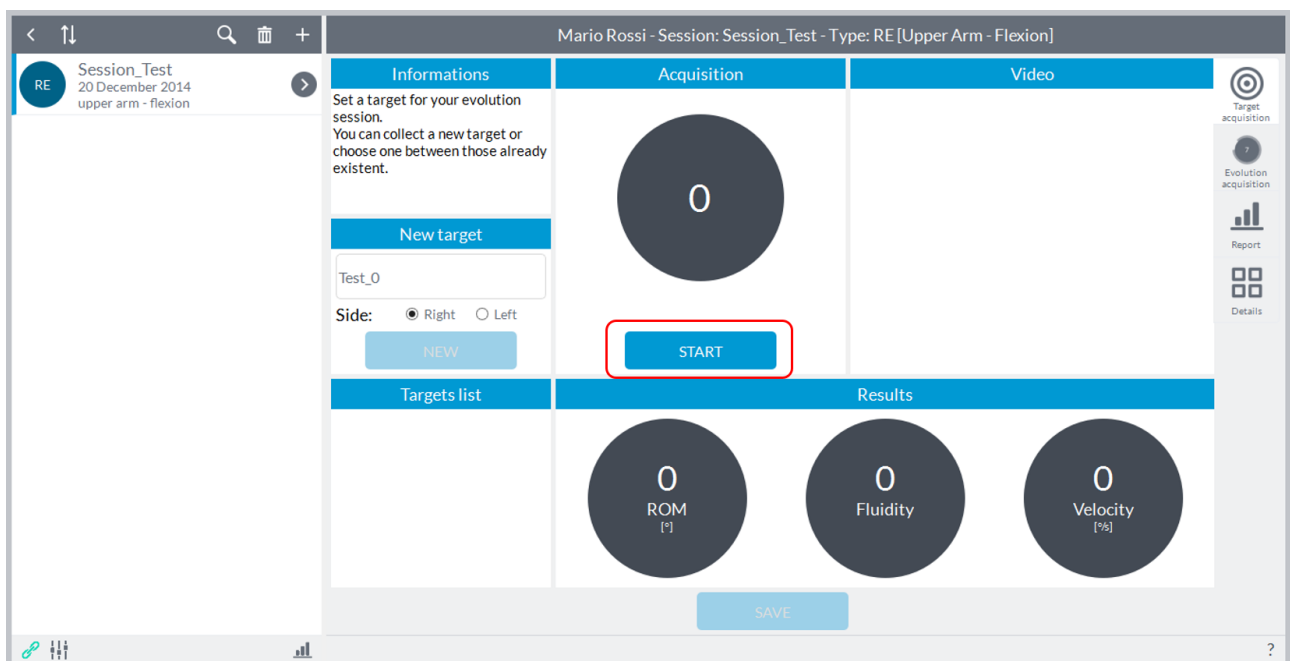 Mario Rossi - Session: Session_Test - Type: RE [Upper Arm - Flexion]
RE
Session_Test
20 December 2014
upper arm - flexion
Informations
Set a target for your evolution
session.
You can collect a new target or
choose one between those already
existent.
New target
Test_0
Side:
Right
Left
NEW
Targets list
Acquisition
0
START
Video
Results
0
ROM
[°]
0
Fluidity
0
Velocity
[°/s]
SAVE
Target
acquisition
?
Evolution
acquisition
Report
Details
?